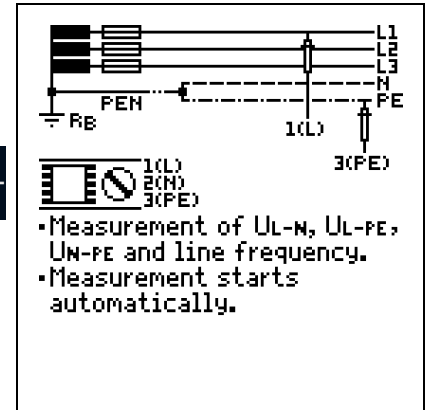 L1
L2
L3
N
PEN
PE
RB
1(L)
3(PE)
1(L)
2(N)
3(PE)
▪Measurement of UL-N, UL-PE,
UN-PE and line frequency.
▪Measurement starts
automatically.